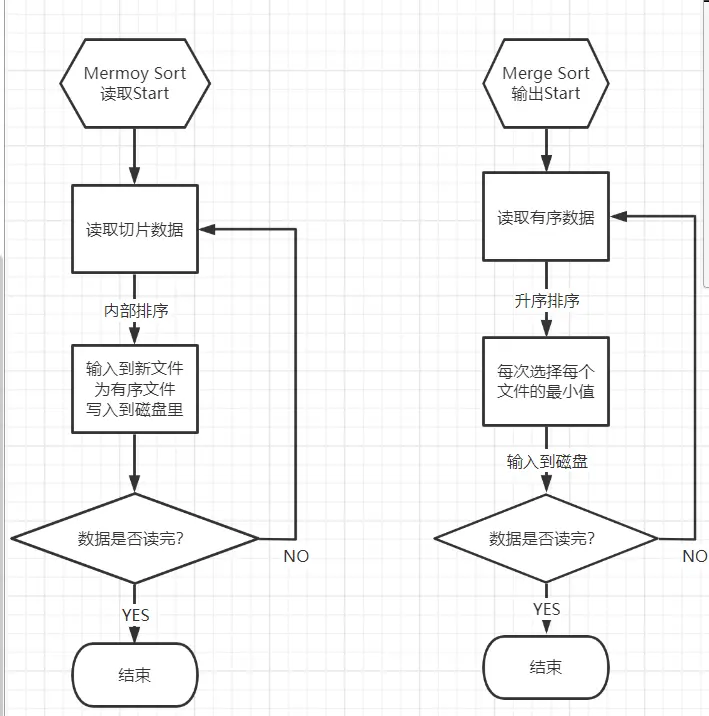 Mermoy Sort
读取Start
读取切片数据
内部排序
输入到新文件
为有序文件
写入到磁盘里
数据是否读完?
NO
YES
结束
Merge Sort
输出Start
读取有序数据
升序排序
每次选择每个
文件的最小值
输入到磁盘
数据是否读完?
NO
YES
结束